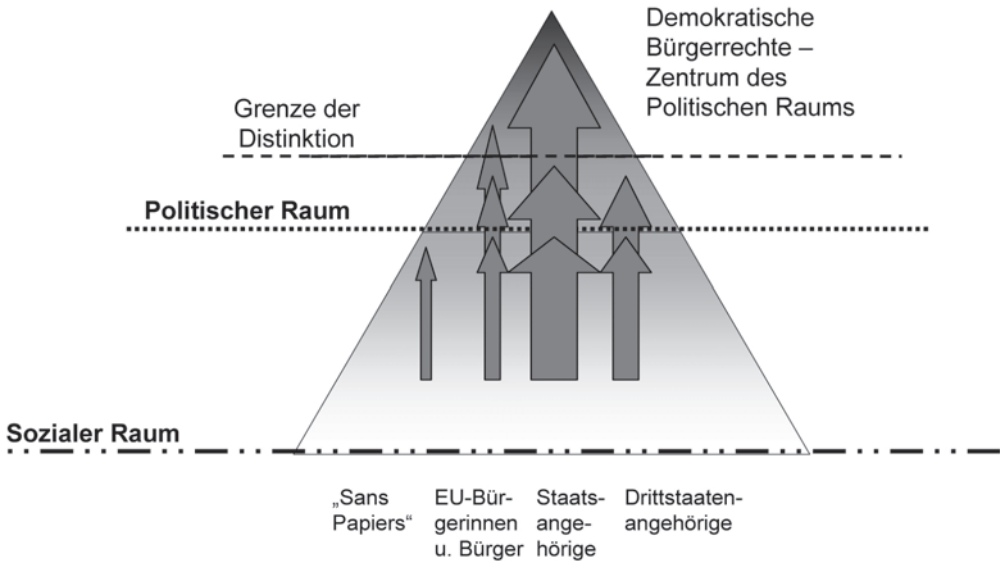 Demokratische
Bürgerrechte –
Zentrum des
Politischen Raums
Grenze der
Distinktion
Politischer Raum
Sozialer Raum
„Sans
Papiers“
EU-Bür-
gerinnen
u. Bürger
Staats-
ange-
hörige
Drittstaaten-
angehörige